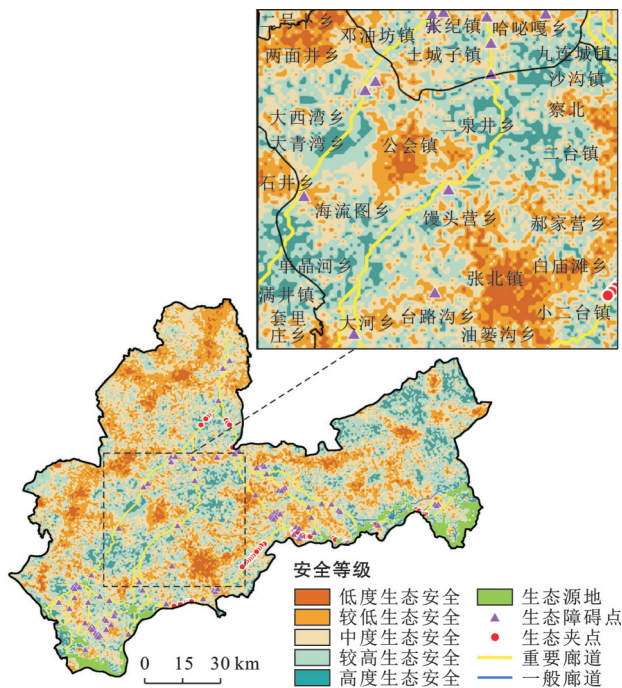 二号卜乡
邓油坊镇
张纪镇
哈咇嘎乡
两面井乡
土城子镇
九连城镇
沙沟镇
察北
大西湾乡
二泉井乡
大青湾乡
公会镇
二台镇
石井乡
海流图乡
馒头营乡
郝家营乡
单晶河乡
张北镇
白庙滩乡
满井镇
小二台镇
套里
庄乡
大河乡
台路沟乡
油篓沟乡
安全等级
低度生态安全
较低生态安全
中度生态安全
较高生态安全
高度生态安全
生态源地
生态障碍点
生态夹点
重要廊道
一般廊道
0 15 30 km